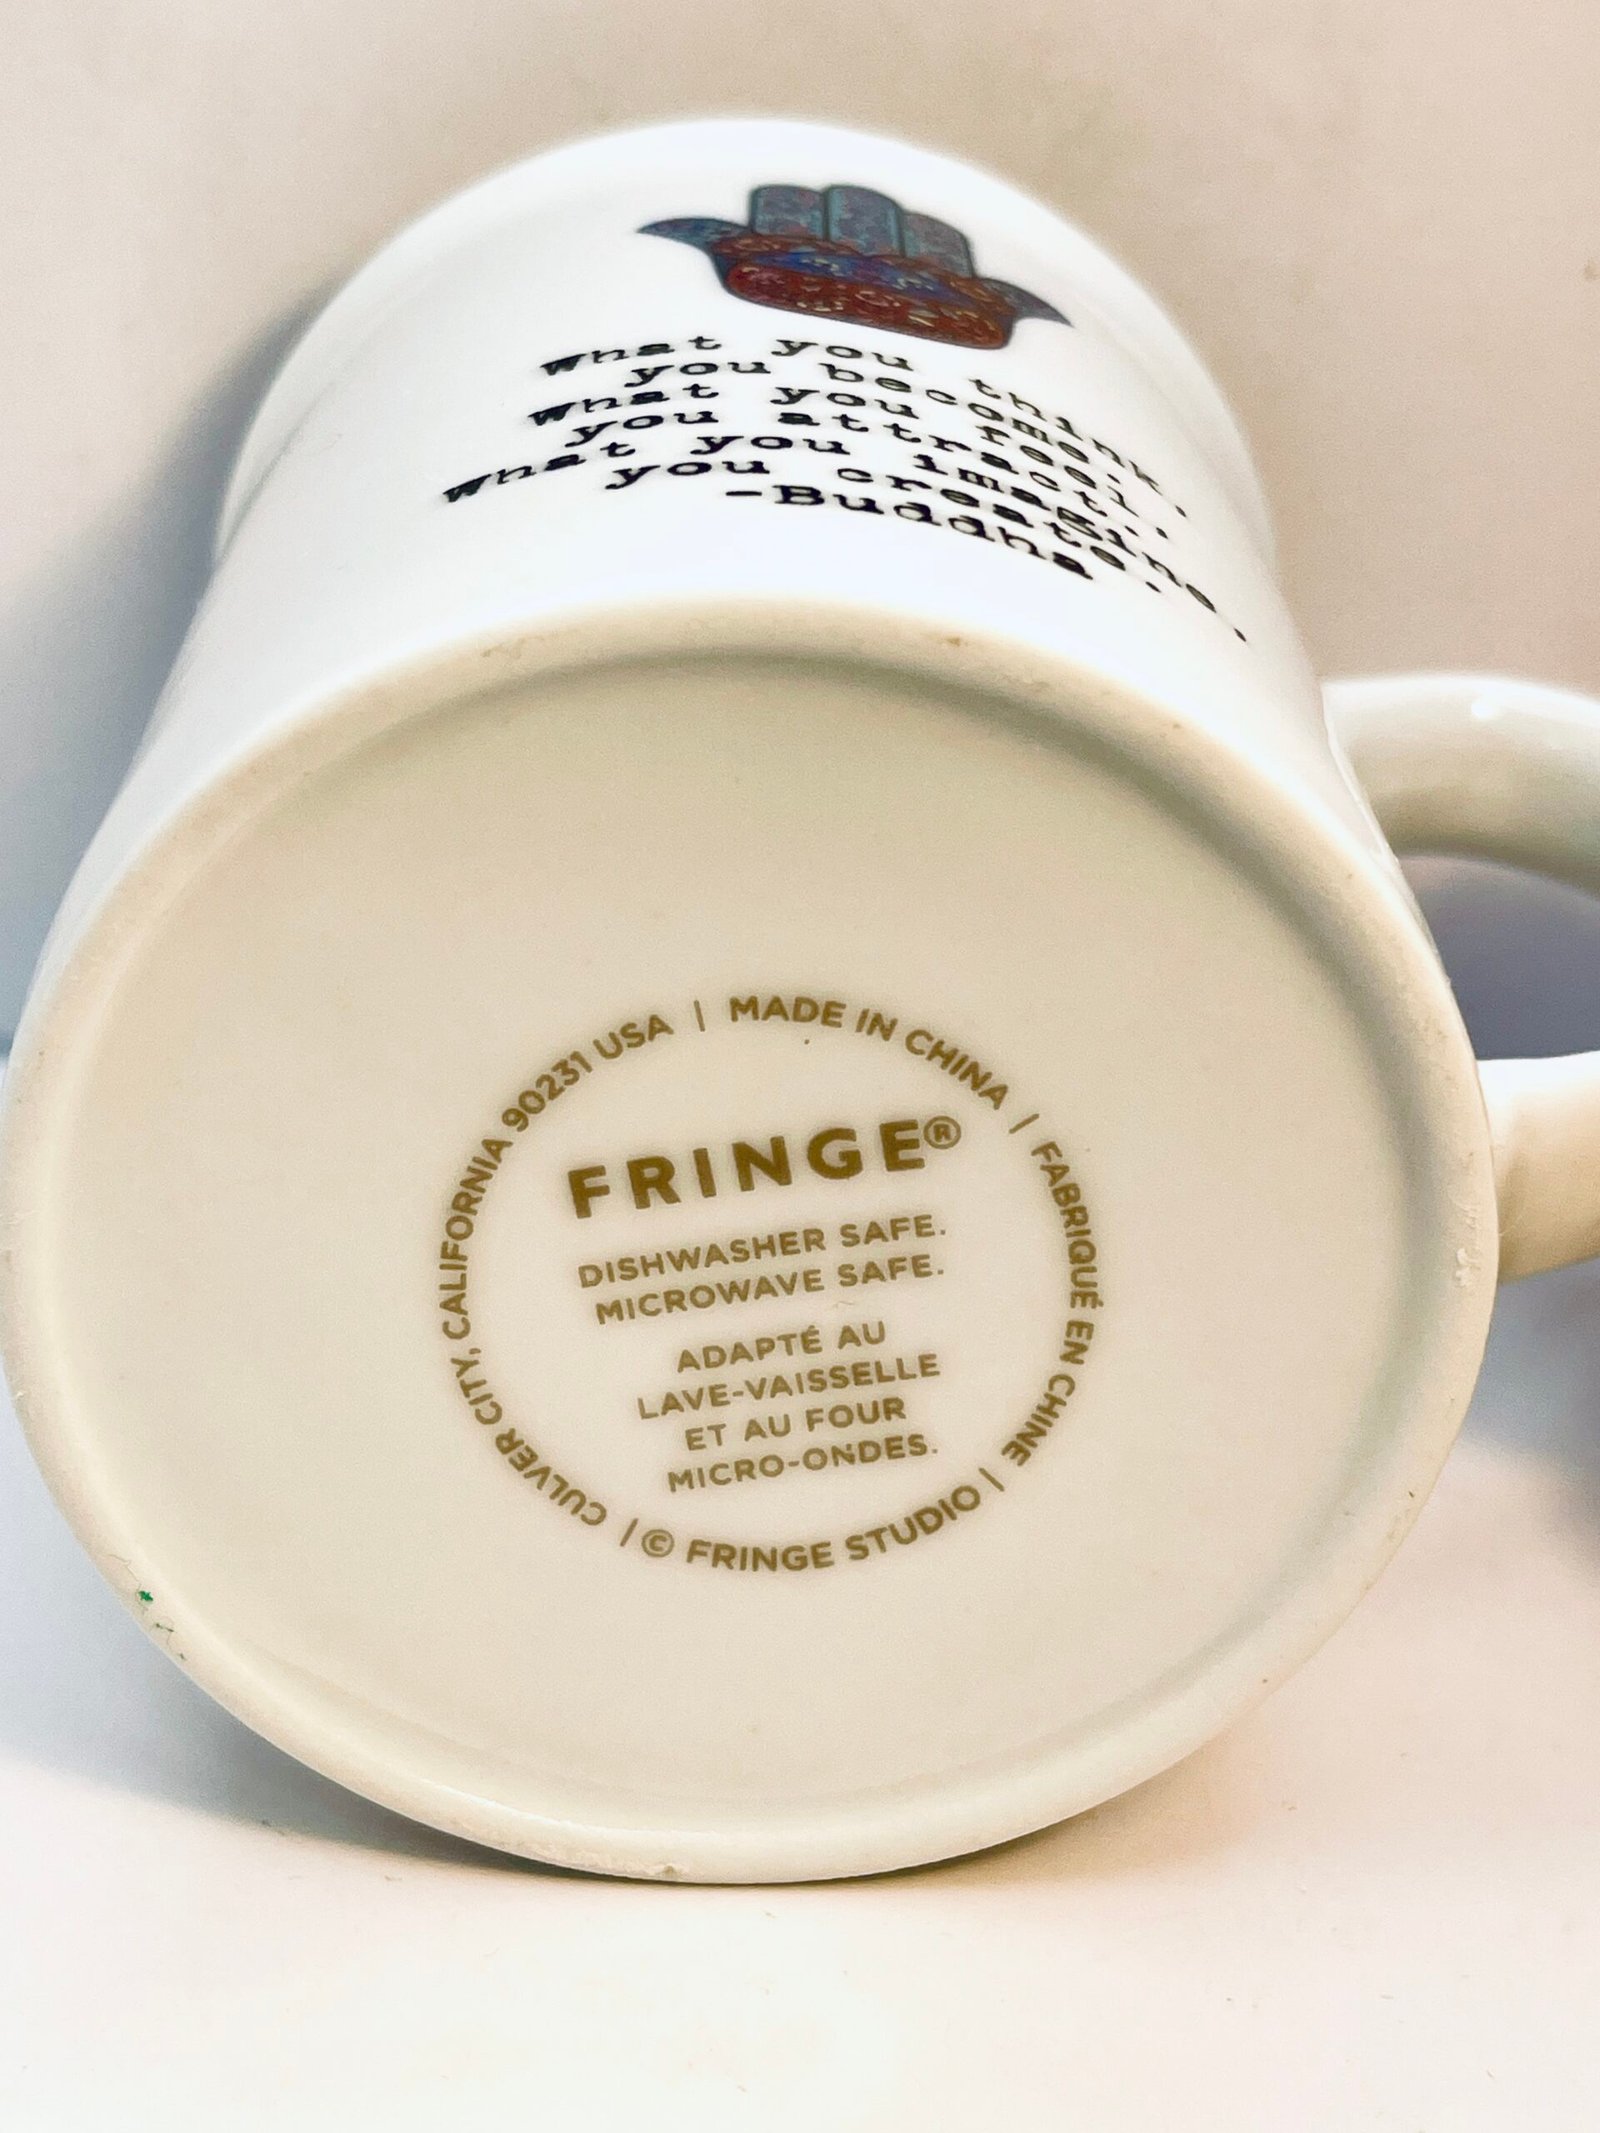 What you think,
you become.
What you feel,
you attract.
What you imagine,
you create.
-Buddha
CULVER CITY, CALIFORNIA 90231 USA | MADE IN CHINA | FABRIQUÉ EN CHINE | © FRINGE STUDIO |
FRINGE®
DISHWASHER SAFE.
MICROWAVE SAFE.
ADAPTÉ AU
LAVE-VAISSELLE
ET AU FOUR
MICRO-ONDES.